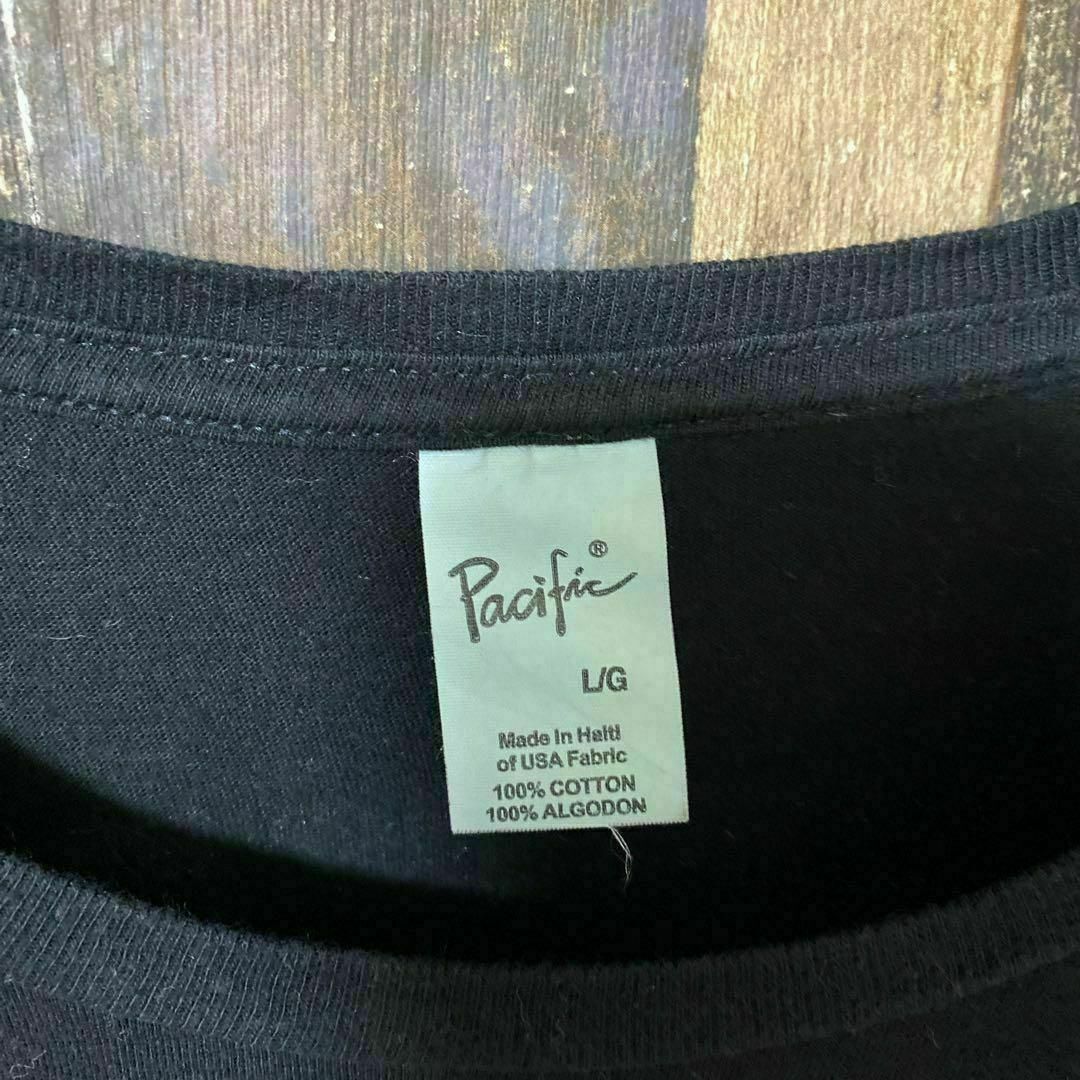 Pacific®
L/G
Made In Haiti
of USA Fabric
100% COTTON
100% ALGODON